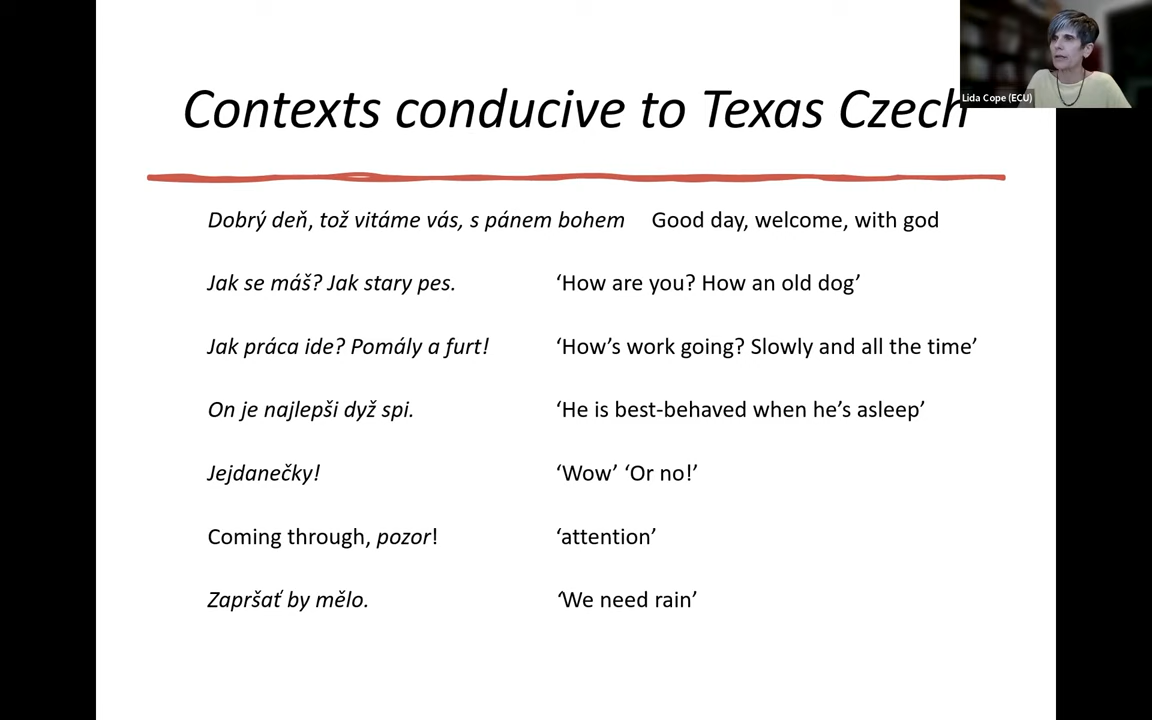 Lida Cope (ECU)
Contexts conducive to Texas Czech
Dobrý deň, tož vitáme vás, s pánem bohem Good day, welcome, with god
Jak se máš? Jak stary pes. ‘How are you? How an old dog’
Jak práca ide? Pomály a furt! ‘How’s work going? Slowly and all the time’
On je najlepši dyž spi. ‘He is best-behaved when he’s asleep’
Jejdanečky! ‘Wow’ ‘Or no!’
Coming through, pozor! ‘attention’
Zapršať by mělo. ‘We need rain’